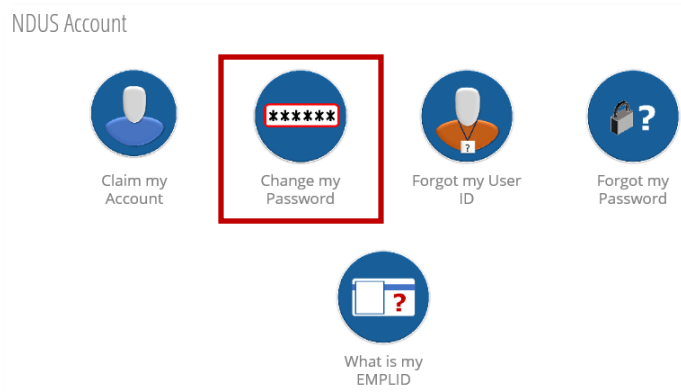 NDUS Account
******
?
?
Claim my
Account
Change my
Password
Forgot my User
ID
Forgot my
Password
?
What is my
EMPLID